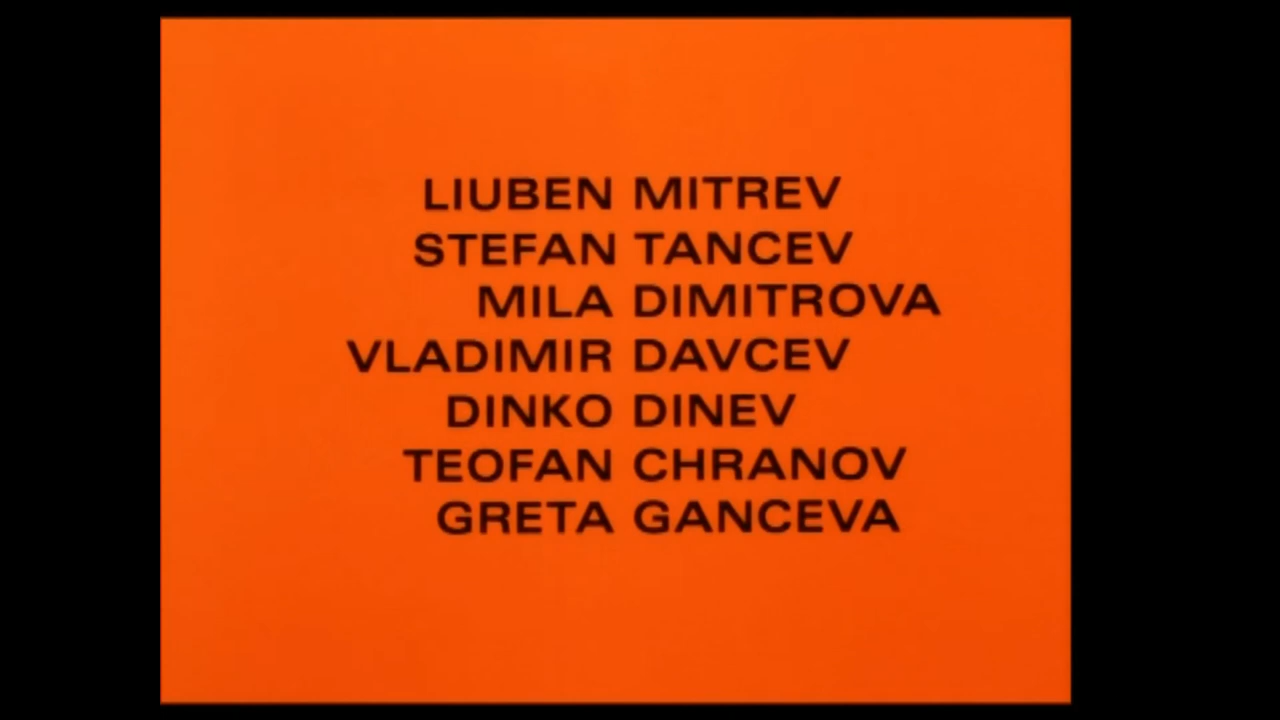 LIUBEN MITREV
STEFAN TANCEV
MILA DIMITROVA
VLADIMIR DAVCEV
DINKO DINEV
TEOFAN CHRANOV
GRETA GANCEVA